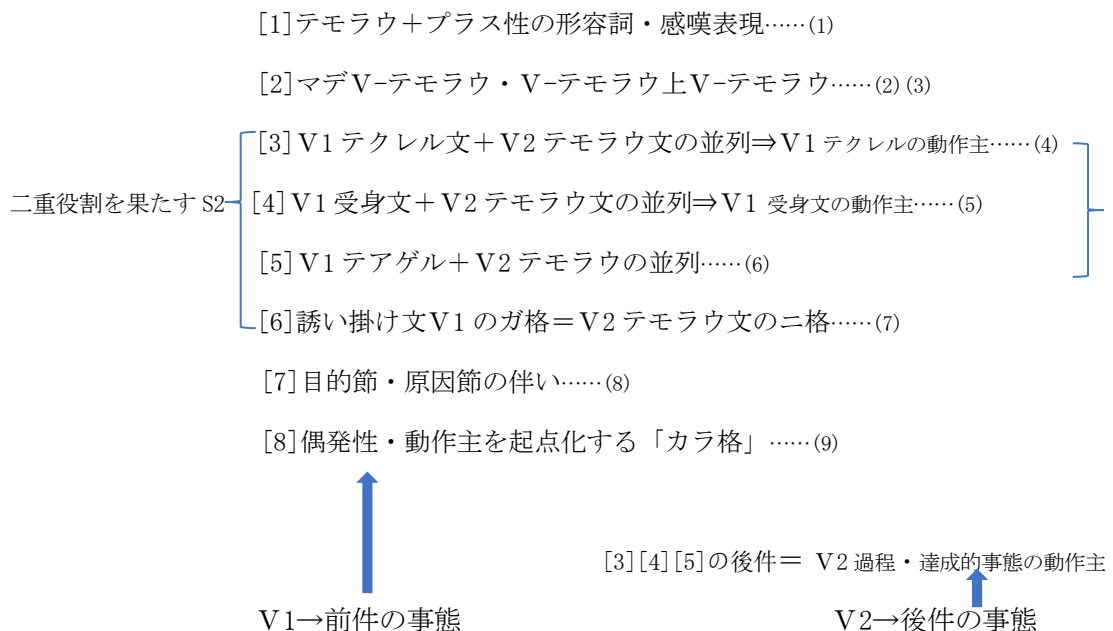 [1]テモラウ＋プラス性の形容詞・感嘆表現……(1)
[2]マデV-テモラウ・V-テモラウ上V-テモラウ……(2)(3)
[3]V1テクレル文＋V2テモラウ文の並列⇒V1テクレルの動作主……(4)
二重役割を果たすS2
[4]V1受身文＋V2テモラウ文の並列⇒V1 受身文の動作主……(5)
[5]V1テアゲル＋V2テモラウの並列……(6)
[6]誘い掛け文V1のガ格＝V2テモラウ文のニ格……(7)
[7]目的節・原因節の伴い……(8)
[8]偶発性・動作主を起点化する「カラ格」……(9)
[3][4][5]の後件＝ V2過程・達成的事態の動作主
V1→前件の事態
V2→後件の事態